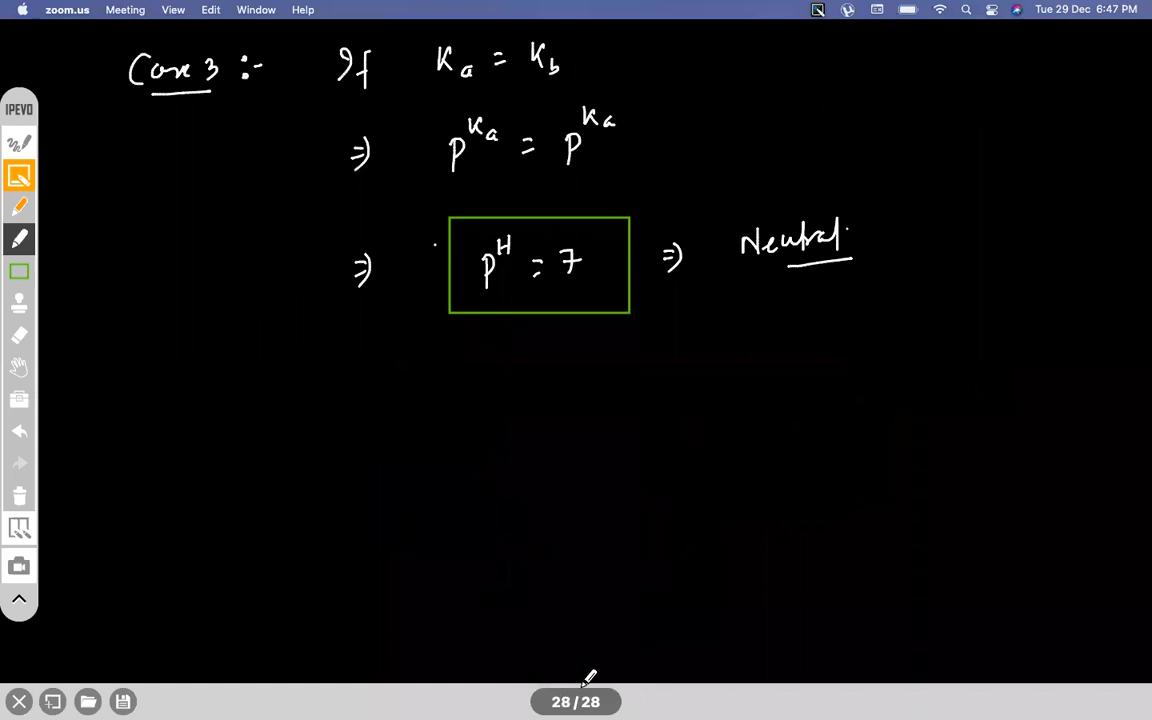 zoom.us Meeting View Edit Window Help Tue 29 Dec 6:47 PM
Case 3 :- If Ka = Kb
IPEVO
⇒ pKa = pKa
⇒ pH = 7 ⇒ Neutral.
28 / 28